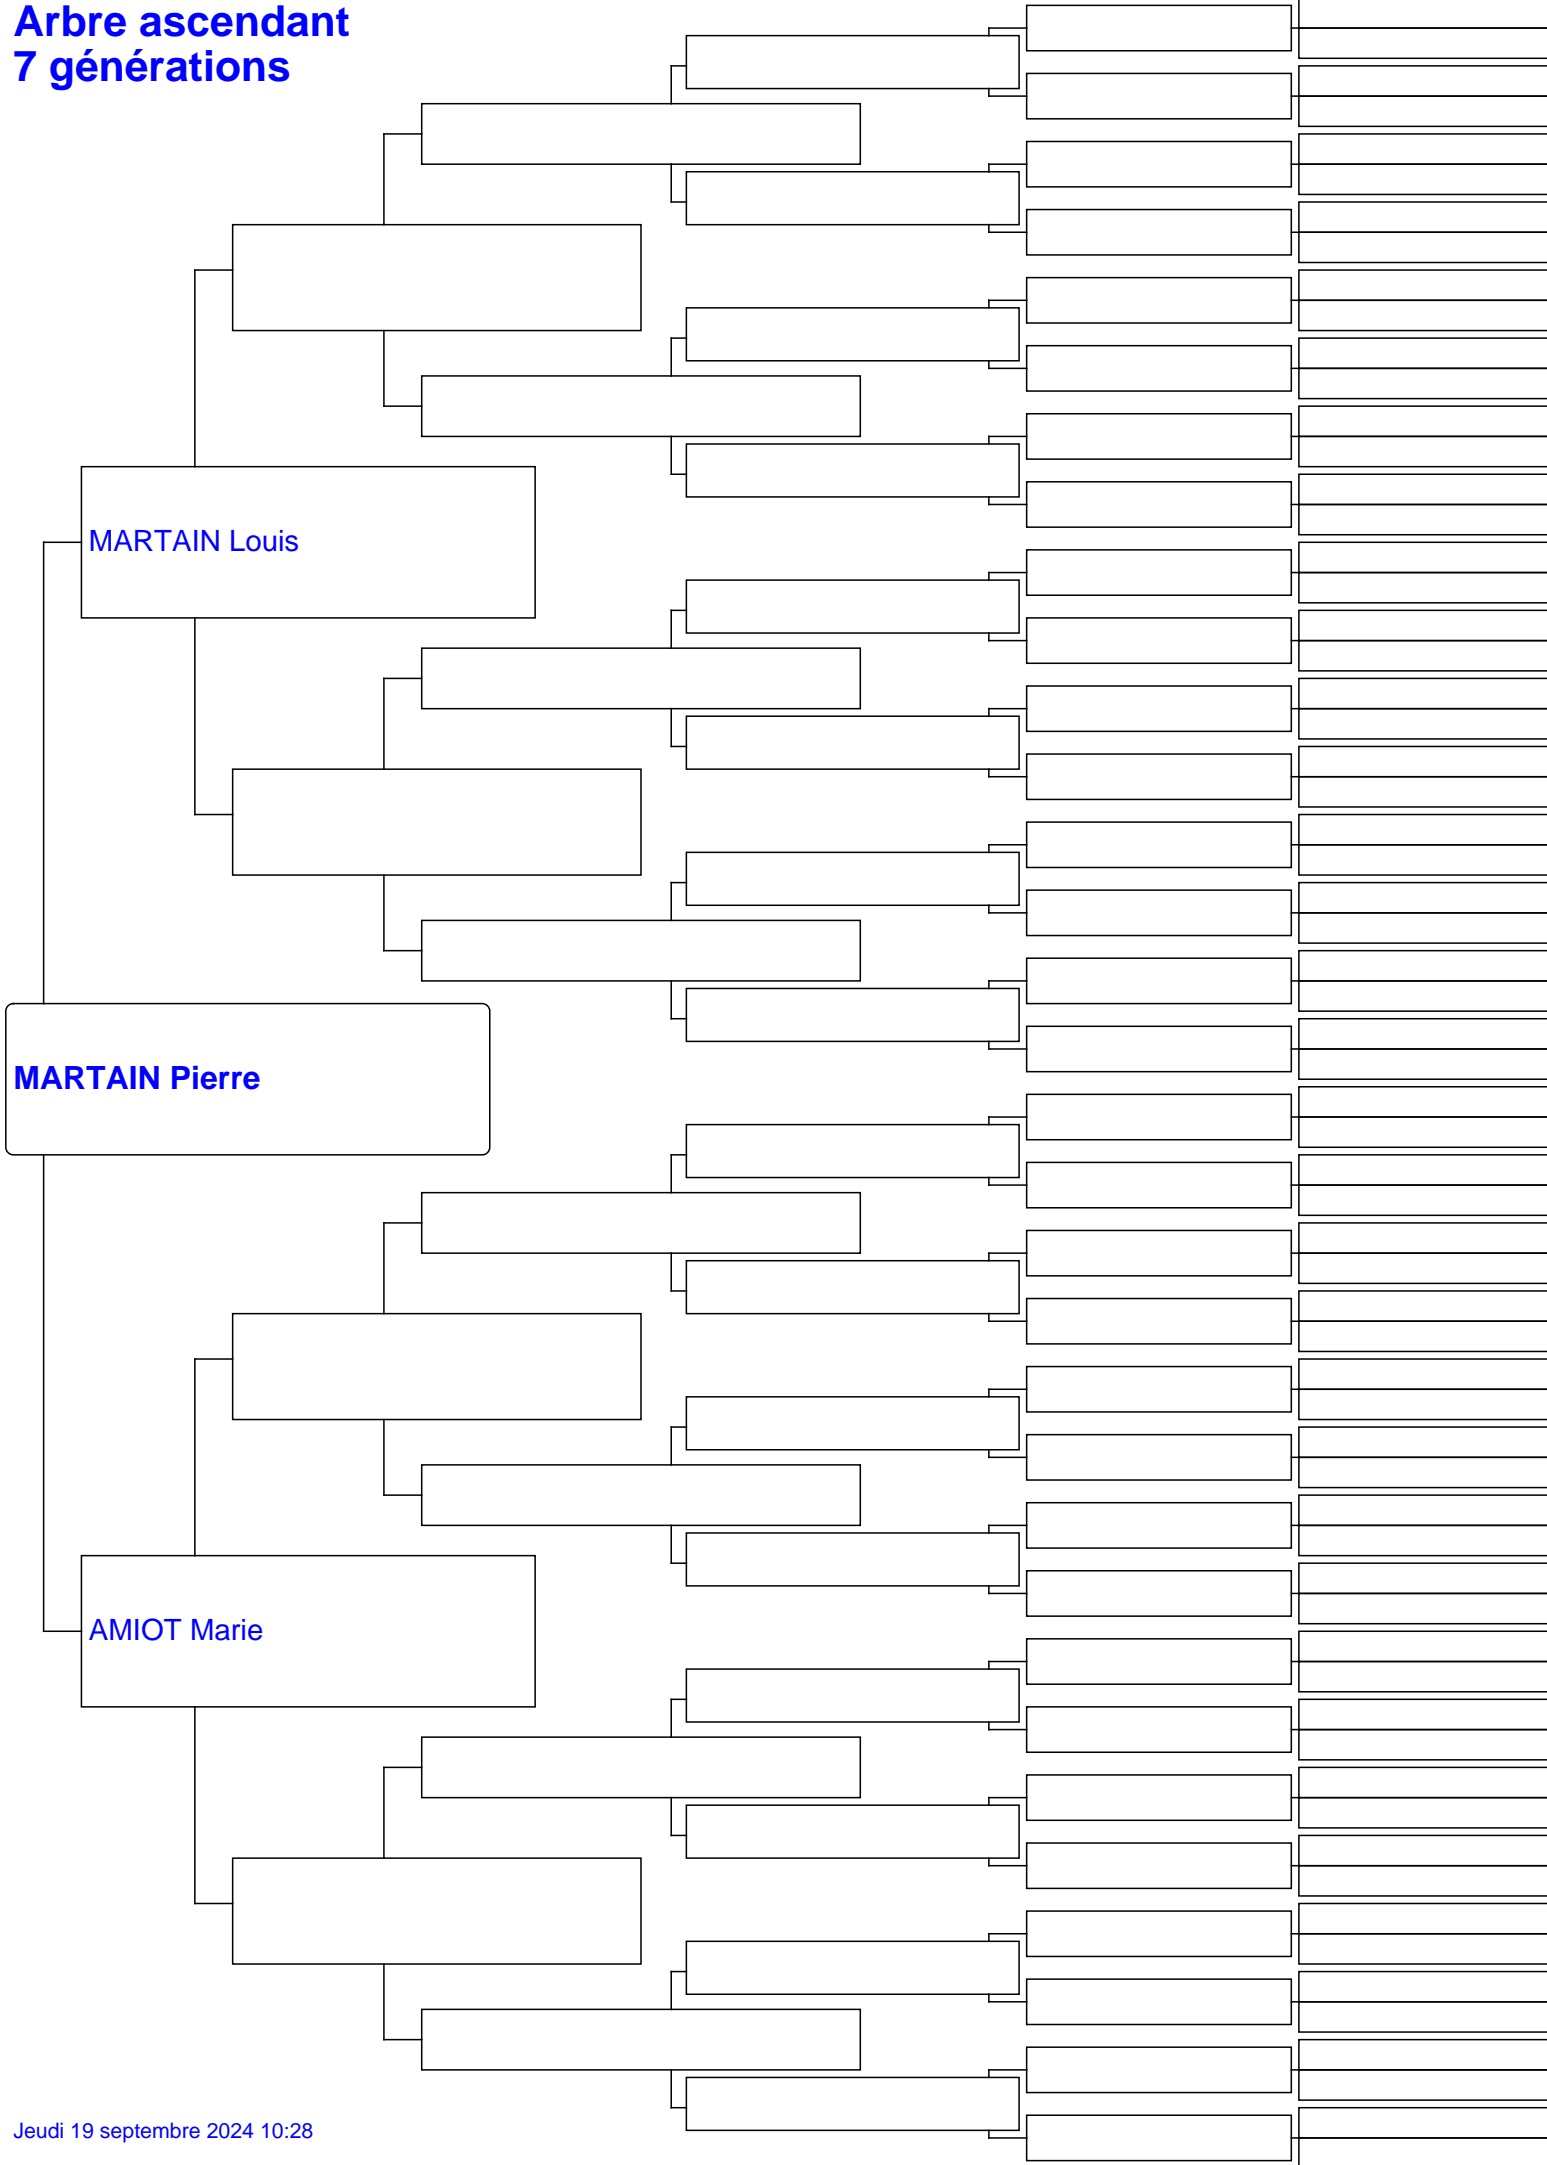 Arbre ascendant
7 générations
MARTAIN Louis
MARTAIN Pierre
AMIOT Marie
Jeudi 19 septembre 2024 10:28